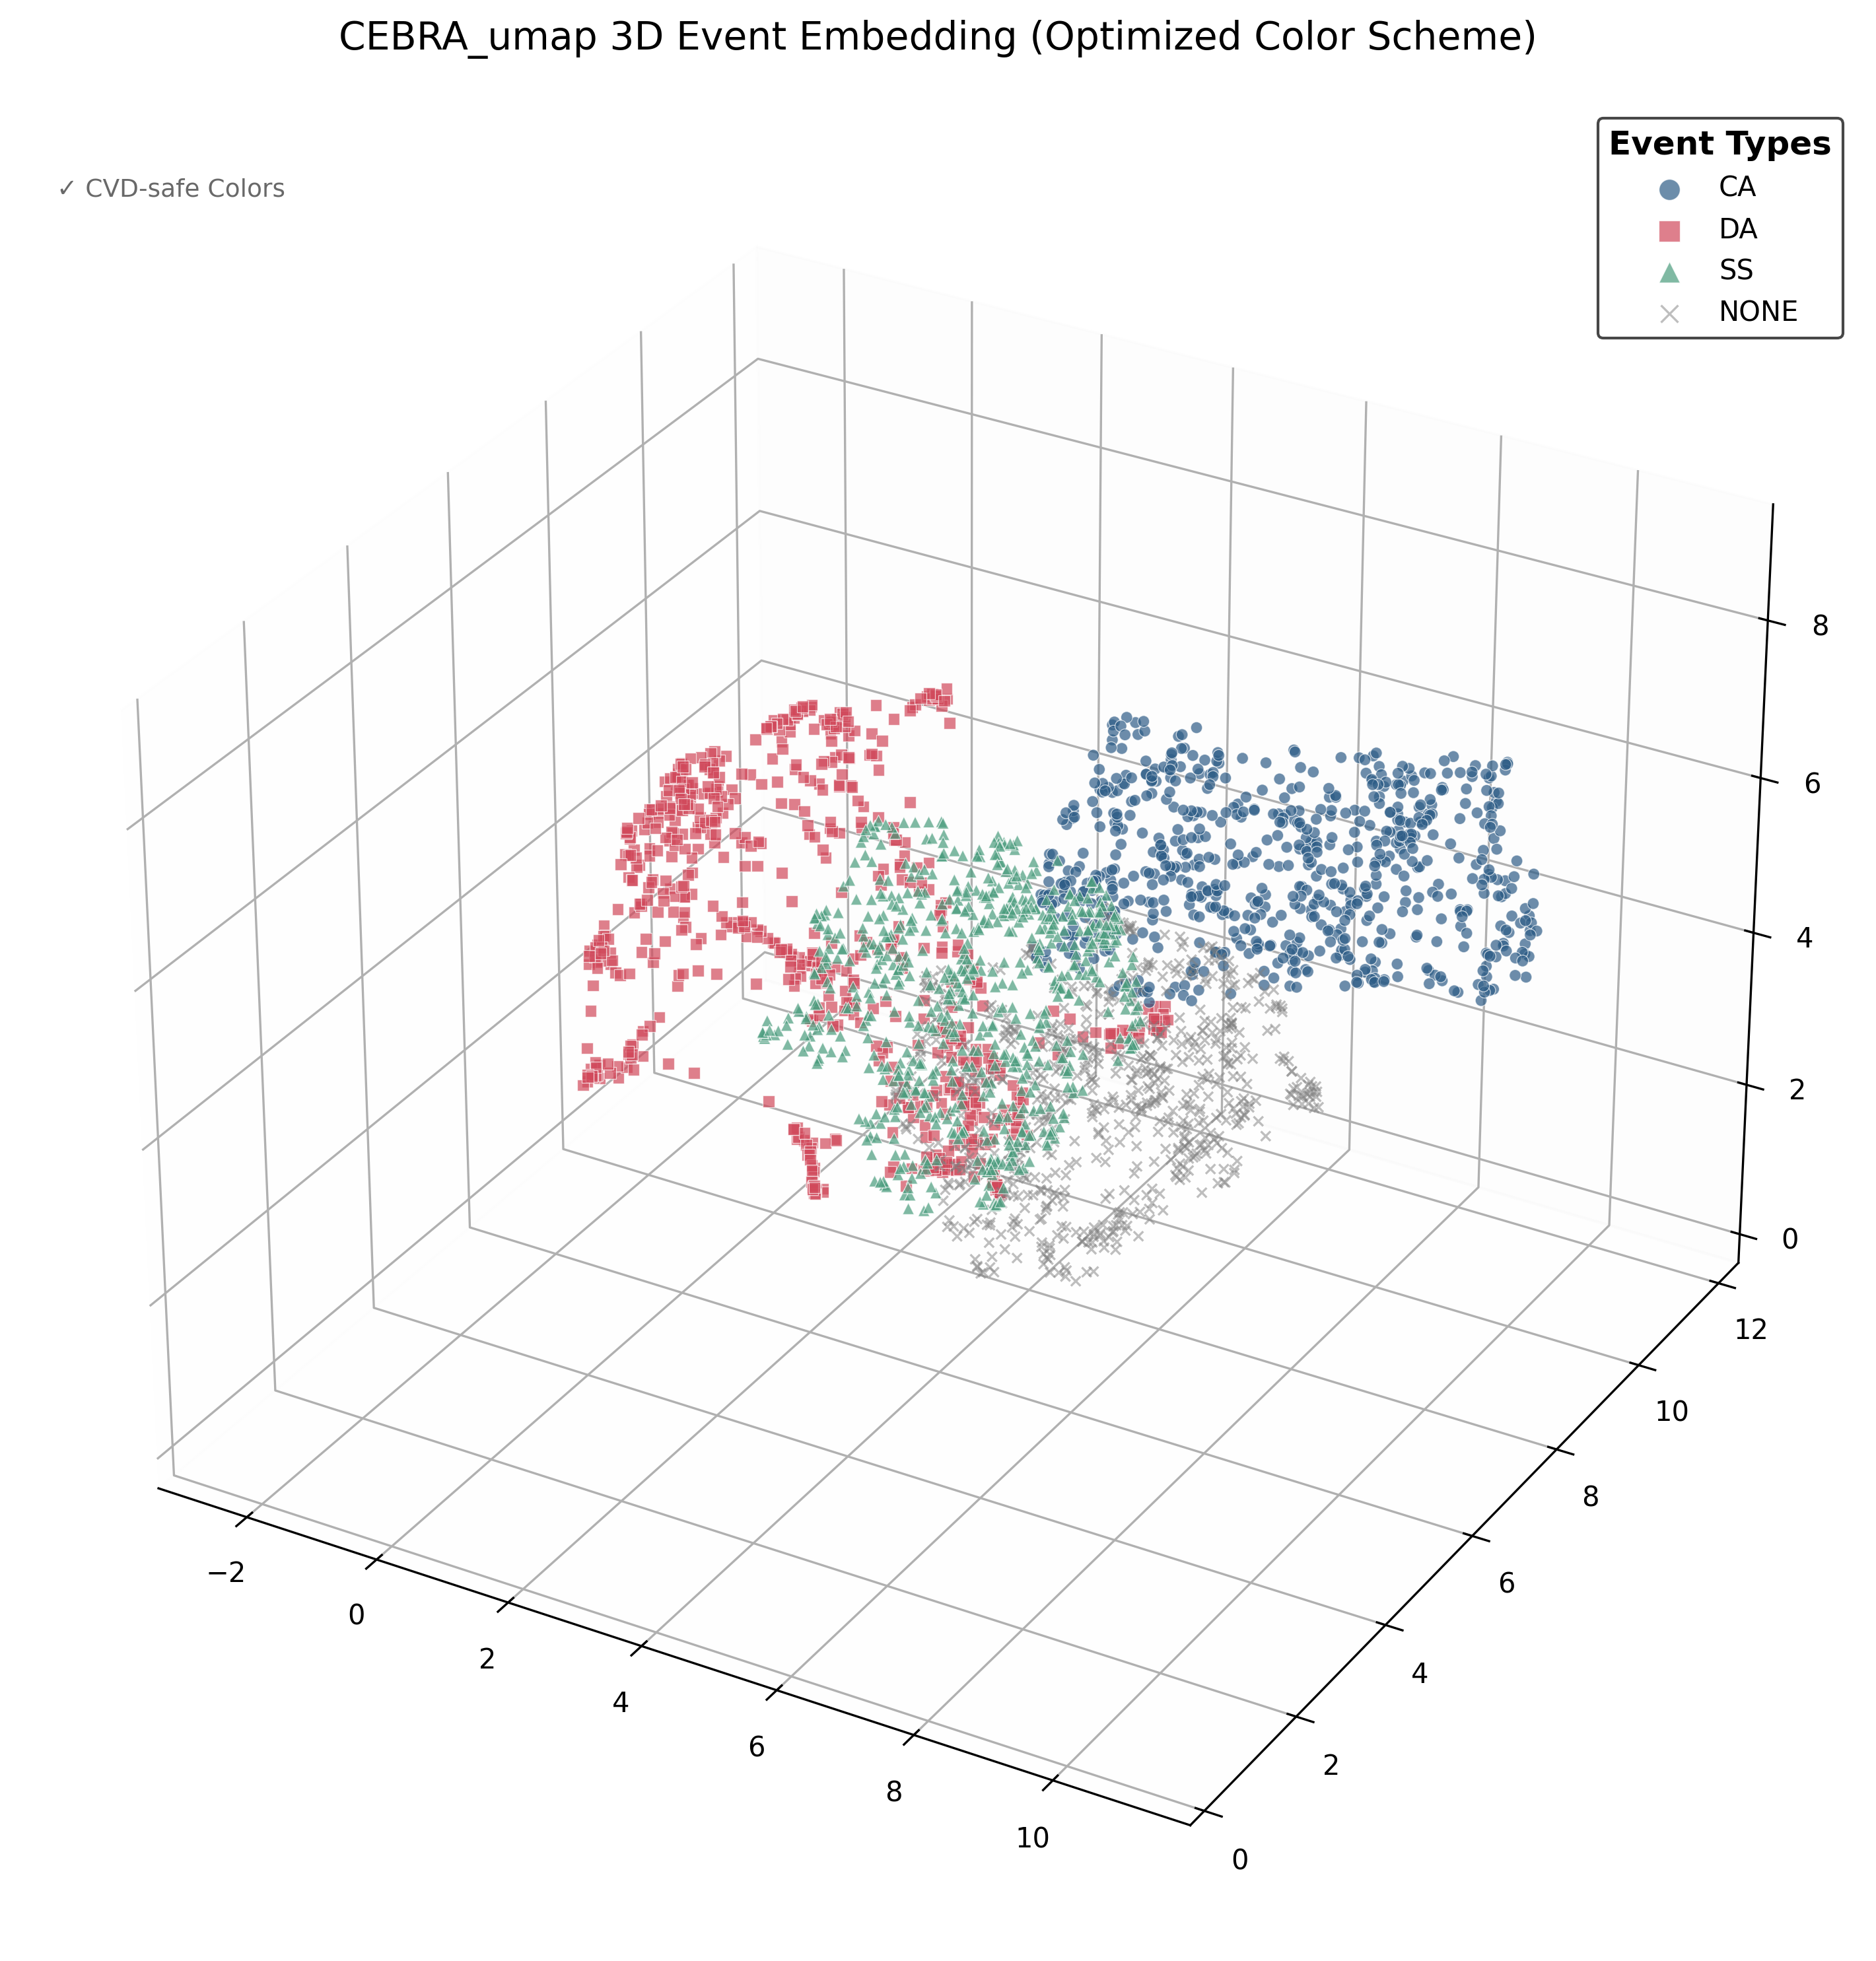 CEBRA_umap 3D Event Embedding (Optimized Color Scheme)
✓ CVD-safe Colors
Event Types
CA
DA
SS
NONE
8
6
4
2
0
12
10
8
6
4
2
0
−2
0
2
4
6
8
10